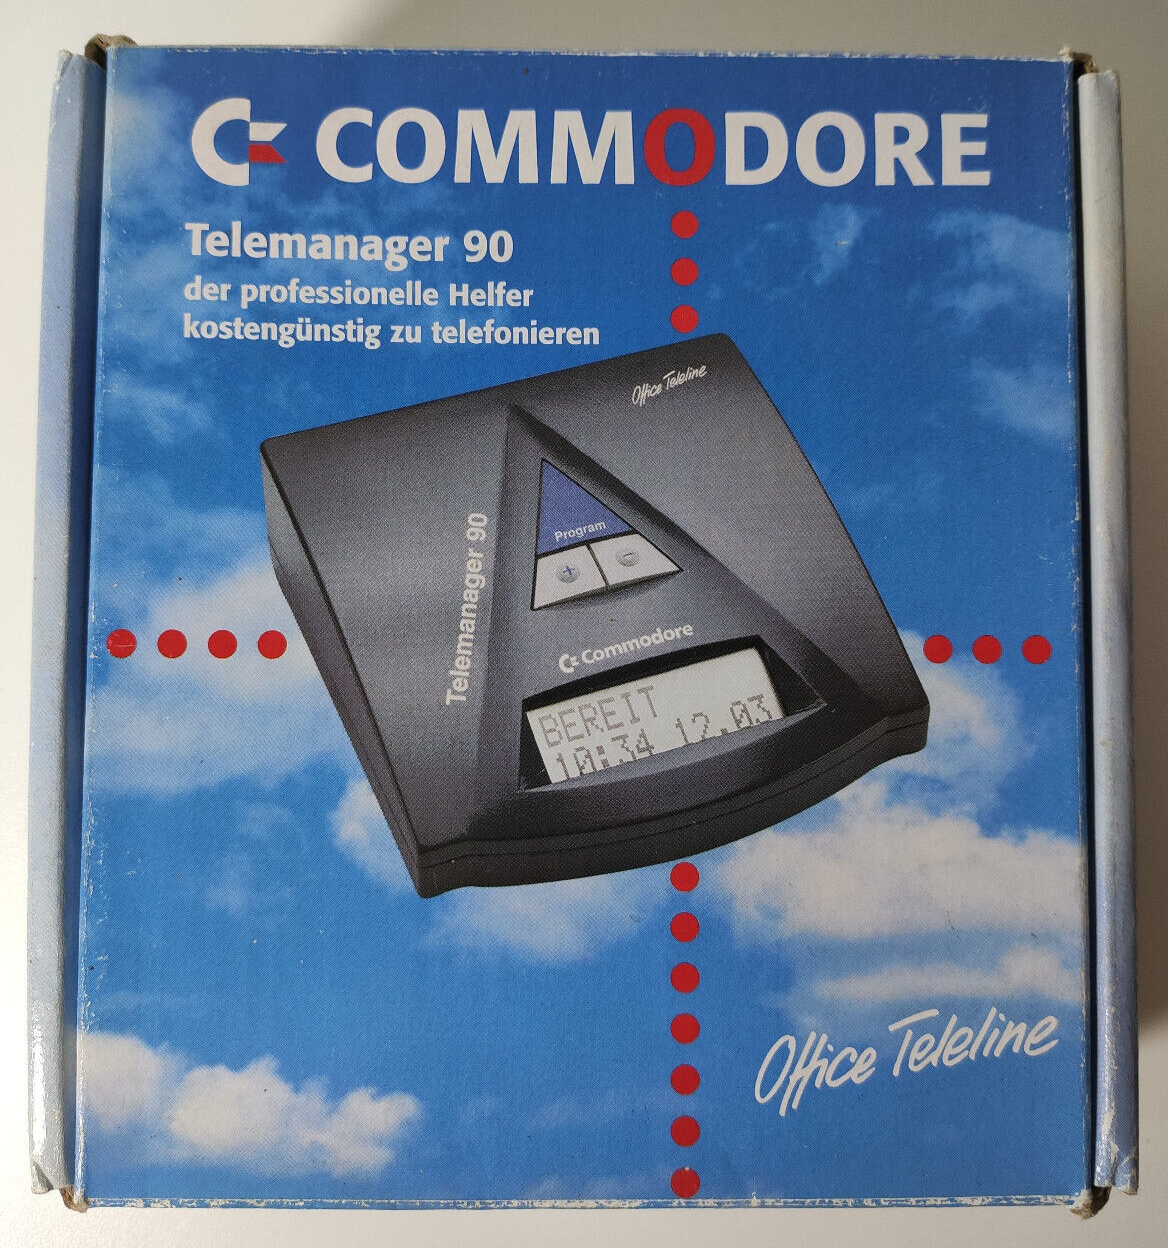 COMMODORE
Telemanager 90
der professionelle Helfer
kostengünstig zu telefonieren
Office Teleline
Program
+ −
Telemanager 90
Commodore
BEREIT
10:34 12.03
Office Teleline